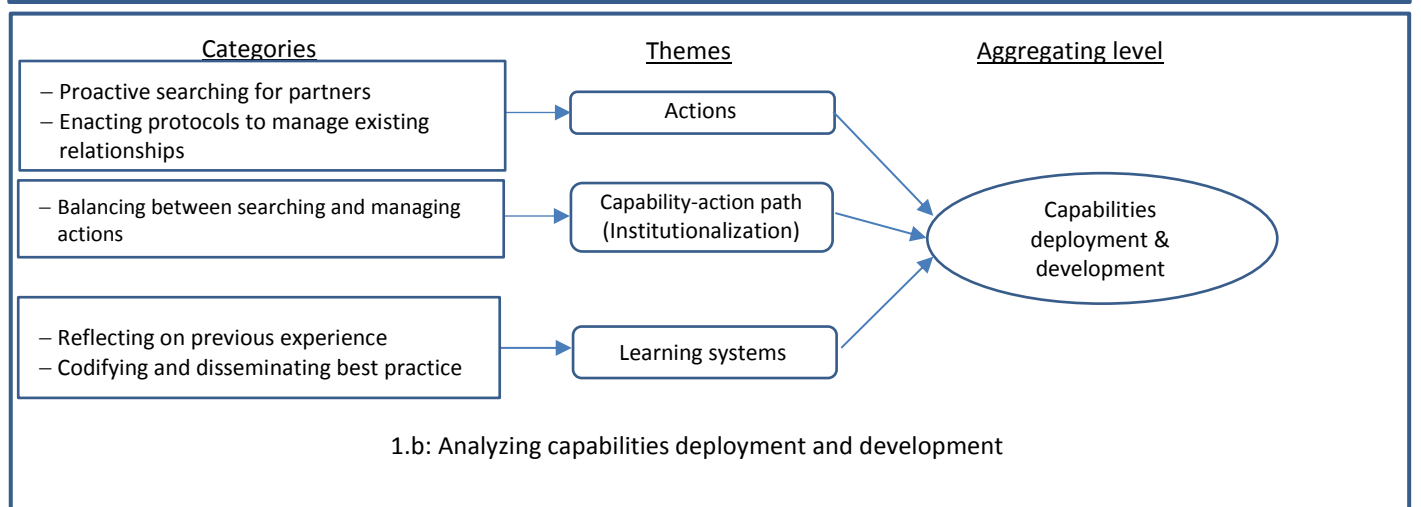 Categories
Themes
Aggregating level
– Proactive searching for partners
– Enacting protocols to manage existing
relationships
Actions
– Balancing between searching and managing
actions
Capability-action path
(Institutionalization)
Capabilities
deployment &
development
– Reflecting on previous experience
– Codifying and disseminating best practice
Learning systems
1.b: Analyzing capabilities deployment and development